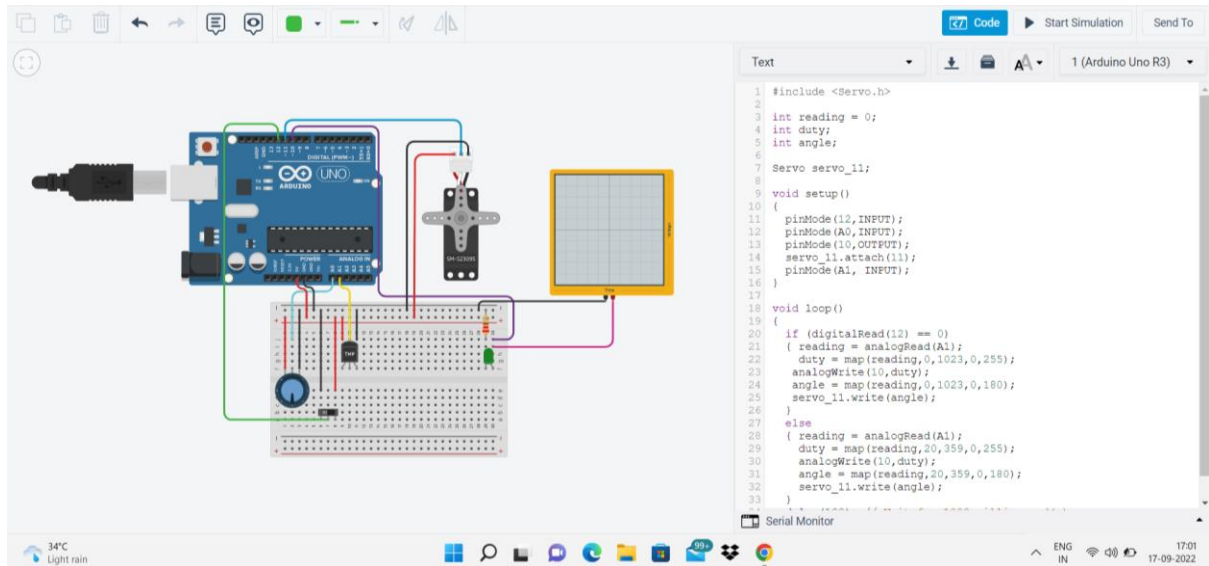 Code
Start Simulation
Send To
Text
1 (Arduino Uno R3)
1 #include <Servo.h>
2
3 int reading = 0;
4 int duty;
5 int angle;
6
7 Servo servo_11;
8
9 void setup()
10 {
11 pinMode(12,INPUT);
12 pinMode(A0,INPUT);
13 pinMode(10,OUTPUT);
14 servo_11.attach(11);
15 pinMode(A1, INPUT);
16 }
17
18 void loop()
19 {
20 if (digitalRead(12) == 0)
21 { reading = analogRead(A1);
22 duty = map(reading,0,1023,0,255);
23 analogWrite(10,duty);
24 angle = map(reading,0,1023,0,180);
25 servo_11.write(angle);
26 }
27 else
28 { reading = analogRead(A1);
29 duty = map(reading,20,359,0,255);
30 analogWrite(10,duty);
31 angle = map(reading,20,359,0,180);
32 servo_11.write(angle);
33 }
Serial Monitor
DIGITAL (PWM~)
UNO
ARDUINO
POWER
ANALOG IN
SM-S2309S
TMP
Time
34°C
Light rain
99+
ENG
IN
17:01
17-09-2022